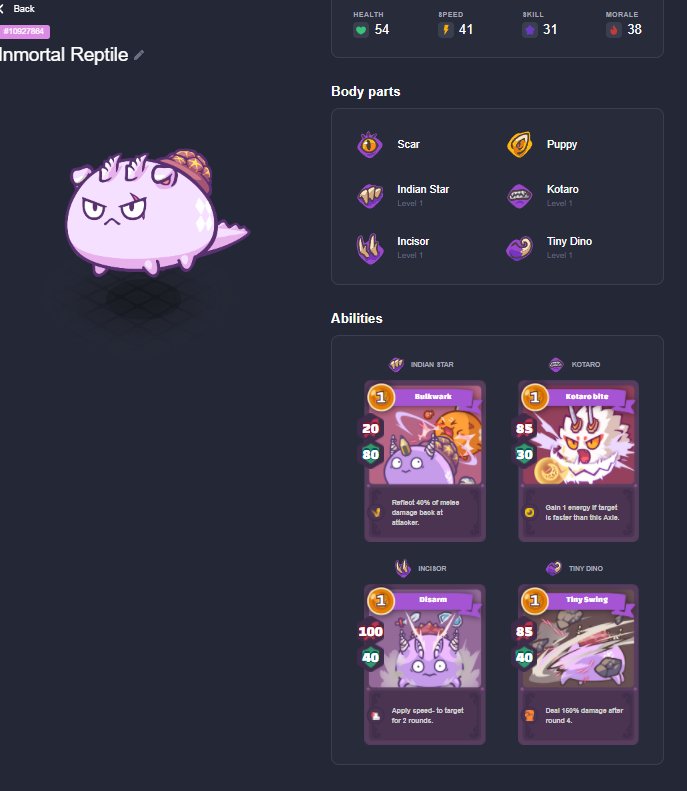 Back
#10927864
Inmortal Reptile
HEALTH SPEED SKILL MORALE
54 41 31 38
Body parts
Scar Puppy
Indian Star Kotaro
Level 1 Level 1
Incisor Tiny Dino
Level 1 Level 1
Abilities
INDIAN STAR
1 Bulkwark
20
80
Reflect 40% of melee
damage back at
attacker.
KOTARO
1 Kotaro bite
85
30
Gain 1 energy if target
is faster than this Axie.
INCISOR
1 Disarm
100
40
Apply speed- to target
for 2 rounds.
TINY DINO
1 Tiny Swing
85
40
Deal 150% damage after
round 4.